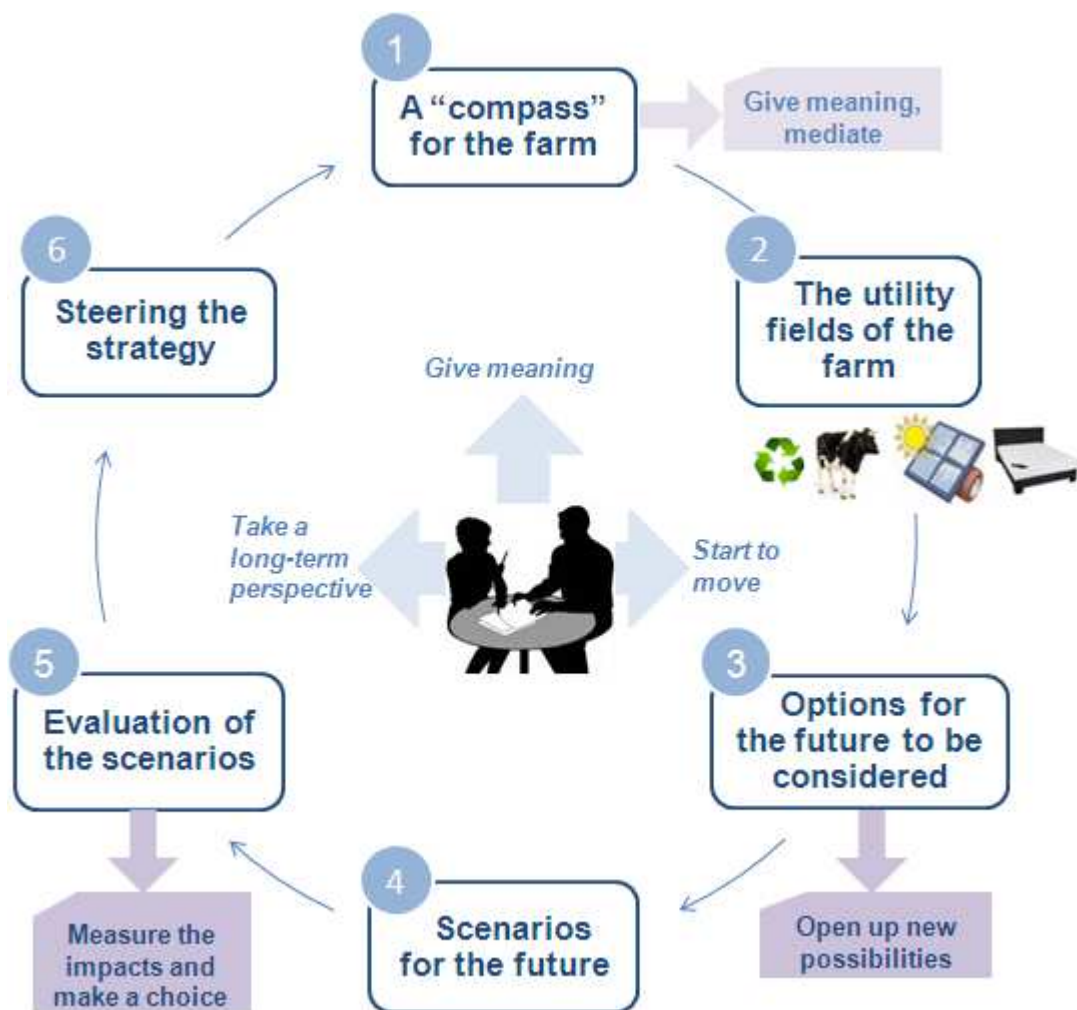 1
A “compass”
for the farm
Give meaning,
mediate
2
The utility
fields of the
farm
6
Steering the
strategy
Give meaning
Take a
long-term
perspective
Start to
move
3
Options for
the future to be
considered
5
Evaluation of
the scenarios
4
Scenarios
for the future
Open up new
possibilities
Measure the
impacts and
make a choice